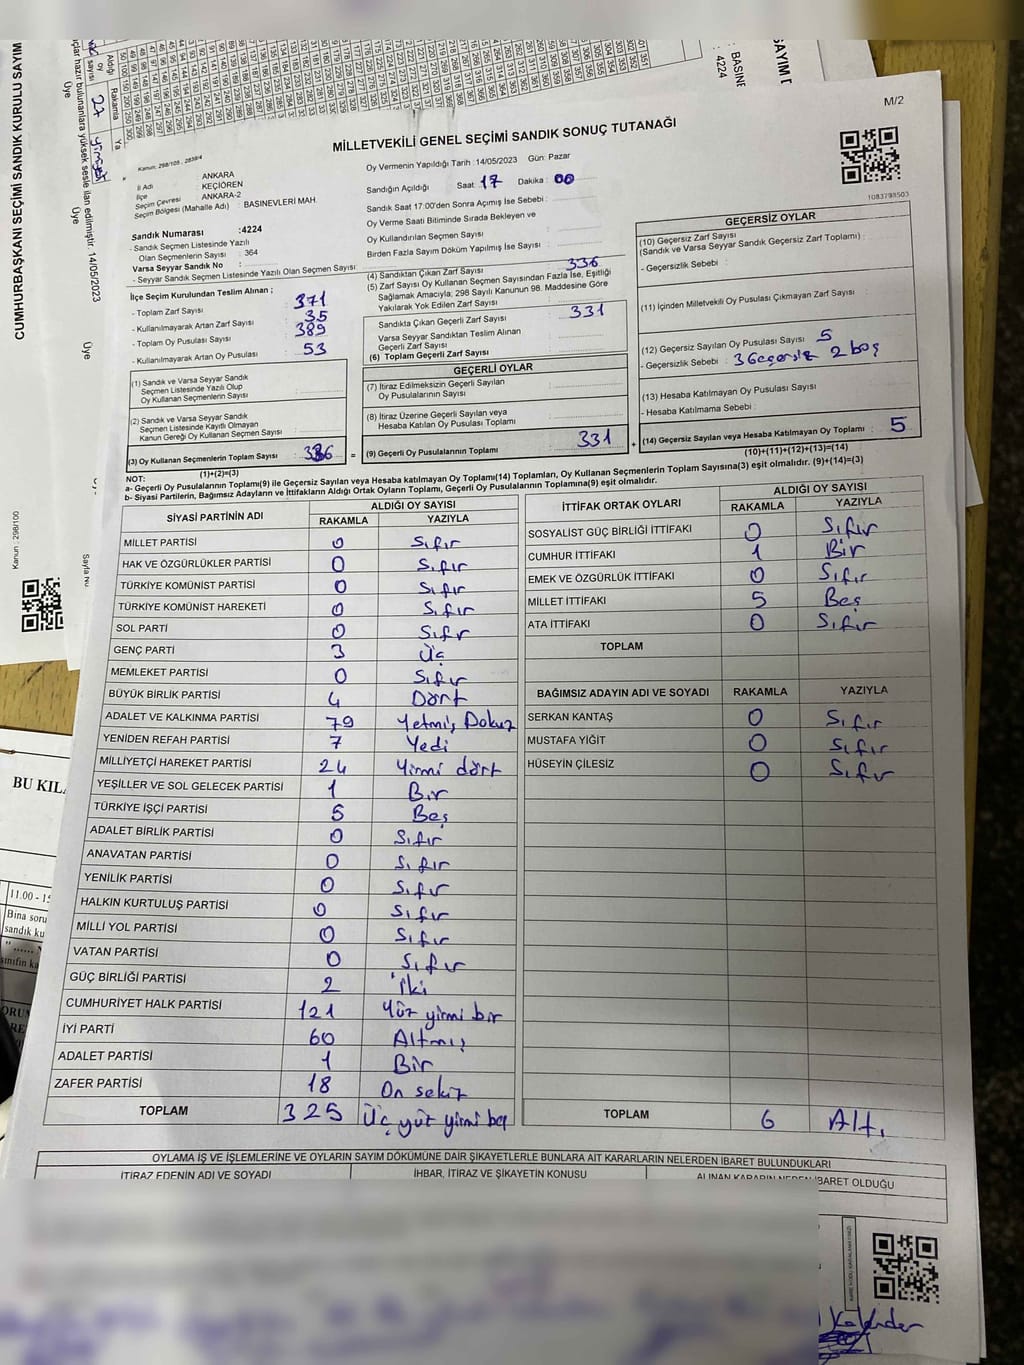 CUMHURBAŞKANI SEÇİMİ SANDIK KURULU SAYIM
Kanun : 298/100
Sayfa No
BU KILA
11.00 - 15
Bina soru
sandık ku
M/2
MİLLETVEKİLİ GENEL SEÇİMİ SANDIK SONUÇ TUTANAĞI
1083798503
İl Adı : ANKARA
İlçe : KEÇİÖREN
Seçim Çevresi : ANKARA-2
Seçim Bölgesi (Mahalle Adı) : BASINEVLERİ MAH.
Sandık Numarası :4224
- Sandık Seçmen Listesinde Yazılı
Olan Seçmenlerin Sayısı : 364
Varsa Seyyar Sandık No :
- Seyyar Sandık Seçmen Listesinde Yazılı Olan Seçmen Sayısı :
Oy Vermenin Yapıldığı Tarih : 14/05/2023 Gün: Pazar
Sandığın Açıldığı Saat : 17 Dakika : 00
Sandık Saat 17:00'den Sonra Açımış İse Sebebi :
Oy Verme Saati Bitiminde Sırada Bekleyen ve
Oy Kullandırılan Seçmen Sayısı :
Birden Fazla Sayım Döküm Yapılmış İse Sayısı :
İlçe Seçim Kurulundan Teslim Alınan ;
- Toplam Zarf Sayısı : 371
- Kullanılmayarak Artan Zarf Sayısı : 35
- Toplam Oy Pusulası Sayısı : 389
- Kullanılmayarak Artan Oy Pusulası : 53
(4) Sandıktan Çıkan Zarf Sayısı : 336
(5) Zarf Sayısı Oy Kullanan Seçmen Sayısından Fazla İse, Eşitliği
Sağlamak Amacıyla; 298 Sayılı Kanunun 98. Maddesine Göre
Yakılarak Yok Edilen Zarf Sayısı :
Sandıkta Çıkan Geçerli Zarf Sayısı : 331
Varsa Seyyar Sandıktan Teslim Alınan
Geçerli Zarf Sayısı :
(6) Toplam Geçerli Zarf Sayısı :
GEÇERSİZ OYLAR
(10) Geçersiz Zarf Sayısı
(Sandık ve Varsa Seyyar Sandık Geçersiz Zarf Toplamı) :
- Geçersizlik Sebebi :
(11) İçinden Milletvekili Oy Pusulası Çıkmayan Zarf Sayısı :
(12) Geçersiz Sayılan Oy Pusulası Sayısı : 5
- Geçersizlik Sebebi : 3 Geçersiz 2 boş
(13) Hesaba Katılmayan Oy Pusulası Sayısı :
- Hesaba Katılmama Sebebi :
(14) Geçersiz Sayılan veya Hesaba Katılmayan Oy Toplamı : 5
(10)+(11)+(12)+(13)=(14)
(1) Sandık ve Varsa Seyyar Sandık
Seçmen Listesinde Yazılı Olup
Oy Kullanan Seçmenlerin Sayısı :
(2) Sandık ve Varsa Seyyar Sandık
Seçmen Listesinde Kayıtlı Olmayan
Kanun Gereği Oy Kullanan Seçmen Sayısı :
(3) Oy Kullanan Seçmenlerin Toplam Sayısı : 336
(1)+(2)=(3)
GEÇERLİ OYLAR
(7) İtiraz Edilmeksizin Geçerli Sayılan
Oy Pusulalarının Sayısı :
(8) İtiraz Üzerine Geçerli Sayılan veya
Hesaba Katılan Oy Pusulası Toplamı :
(9) Geçerli Oy Pusulalarının Toplamı : 331
NOT:
a- Geçerli Oy Pusulalarının Toplamı(9) ile Geçersiz Sayılan veya Hesaba katılmayan Oy Toplamı(14) Toplamları, Oy Kullanan Seçmenlerin Toplam Sayısına(3) eşit olmalıdır. (9)+(14)=(3)
b- Siyasi Partilerin, Bağımsız Adayların ve İttifakların Aldığı Ortak Oyların Toplamı, Geçerli Oy Pusulalarının Toplamına(9) eşit olmalıdır.
SİYASİ PARTİNİN ADI ALDIĞI OY SAYISI
RAKAMLA YAZIYLA
MİLLET PARTİSİ 0 Sıfır
HAK VE ÖZGÜRLÜKLER PARTİSİ 0 Sıfır
TÜRKİYE KOMÜNİST PARTİSİ 0 Sıfır
TÜRKİYE KOMÜNİST HAREKETİ 0 Sıfır
SOL PARTİ 0 Sıfır
GENÇ PARTİ 3 Üç
MEMLEKET PARTİSİ 0 Sıfır
BÜYÜK BİRLİK PARTİSİ 4 Dört
ADALET VE KALKINMA PARTİSİ 79 Yetmiş Dokuz
YENİDEN REFAH PARTİSİ 7 Yedi
MİLLİYETÇİ HAREKET PARTİSİ 24 Yirmi dört
YEŞİLLER VE SOL GELECEK PARTİSİ 1 Bir
TÜRKİYE İŞÇİ PARTİSİ 5 Beş
ADALET BİRLİK PARTİSİ 0 Sıfır
ANAVATAN PARTİSİ 0 Sıfır
YENİLİK PARTİSİ 0 Sıfır
HALKIN KURTULUŞ PARTİSİ 0 Sıfır
MİLLİ YOL PARTİSİ 0 Sıfır
VATAN PARTİSİ 0 Sıfır
GÜÇ BİRLİĞİ PARTİSİ 2 İki
CUMHURİYET HALK PARTİSİ 121 Yüz yirmi bir
İYİ PARTİ 60 Altmış
ADALET PARTİSİ 1 Bir
ZAFER PARTİSİ 18 On sekiz
TOPLAM 325 Üç yüz yirmi beş
İTTİFAK ORTAK OYLARI ALDIĞI OY SAYISI
RAKAMLA YAZIYLA
SOSYALİST GÜÇ BİRLİĞİ İTTİFAKI 0 Sıfır
CUMHUR İTTİFAKI 1 Bir
EMEK VE ÖZGÜRLÜK İTTİFAKI 0 Sıfır
MİLLET İTTİFAKI 5 Beş
ATA İTTİFAKI 0 Sıfır
TOPLAM
BAĞIMSIZ ADAYIN ADI VE SOYADI RAKAMLA YAZIYLA
SERKAN KANTAŞ 0 Sıfır
MUSTAFA YİĞİT 0 Sıfır
HÜSEYİN ÇİLESİZ 0 Sıfır
TOPLAM 6 Altı
OYLAMA İŞ VE İŞLEMLERİNE VE OYLARIN SAYIM DÖKÜMÜNE DAİR ŞİKAYETLERLE BUNLARA AİT KARARLARIN NELERDEN İBARET BULUNDUKLARI
İTİRAZ EDENİN ADI VE SOYADI İHBAR, İTİRAZ VE ŞİKAYETİN KONUSU ALINAN KARARIN NEDEN İBARET OLDUĞU